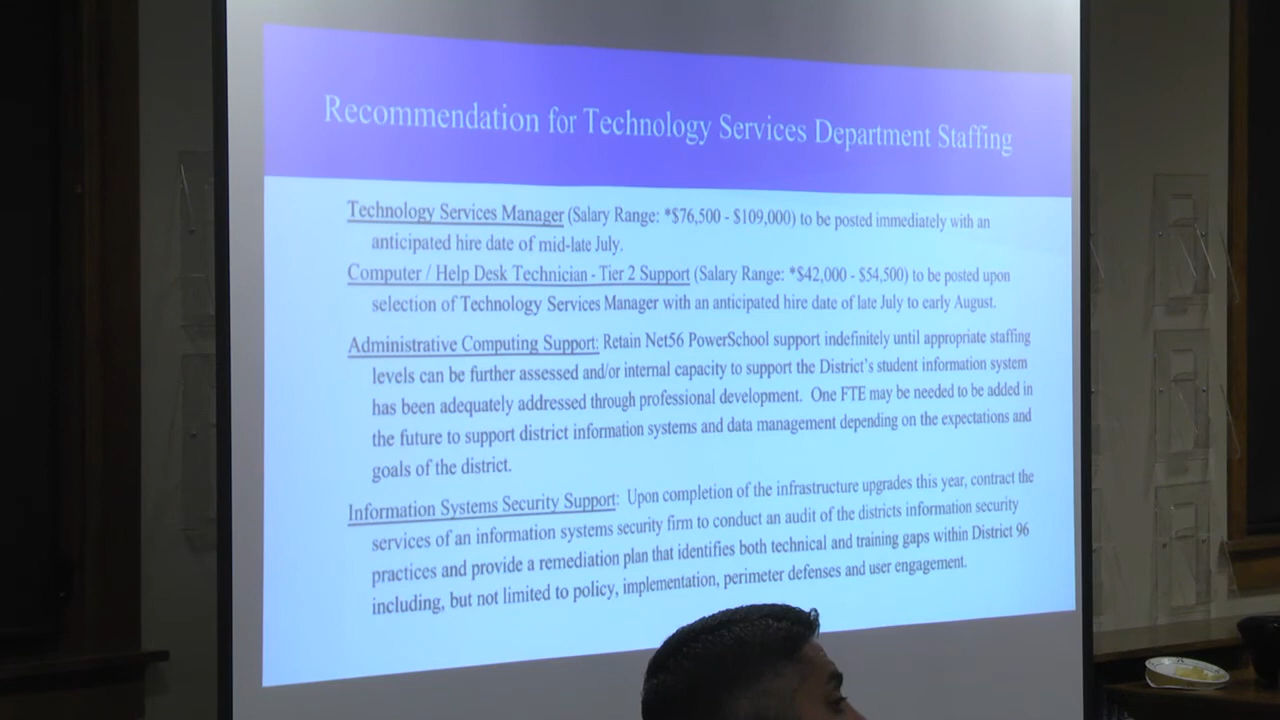 Recommendation for Technology Services Department Staffing
Technology Services Manager (Salary Range: *$76,500 - $109,000) to be posted immediately with an
anticipated hire date of mid-late July.
Computer / Help Desk Technician - Tier 2 Support (Salary Range: *$42,000 - $54,500) to be posted upon
selection of Technology Services Manager with an anticipated hire date of late July to early August.
Administrative Computing Support: Retain Net56 PowerSchool support indefinitely until appropriate staffing
levels can be further assessed and/or internal capacity to support the District's student information system
has been adequately addressed through professional development. One FTE may be needed to be added in
the future to support district information systems and data management depending on the expectations and
goals of the district.
Information Systems Security Support: Upon completion of the infrastructure upgrades this year, contract the
services of an information systems security firm to conduct an audit of the districts information security
practices and provide a remediation plan that identifies both technical and training gaps within District 96
including, but not limited to policy, implementation, perimeter defenses and user engagement.